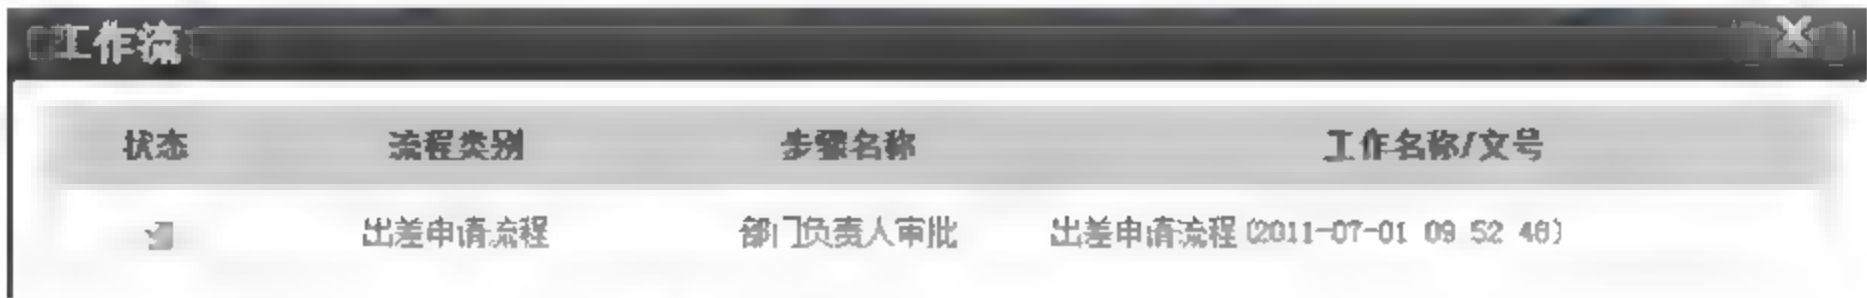 工作流
状态 流程类别 步骤名称 工作名称/文号
出差申请流程 部门负责人审批 出差申请流程(2011-07-01 09 52 46)